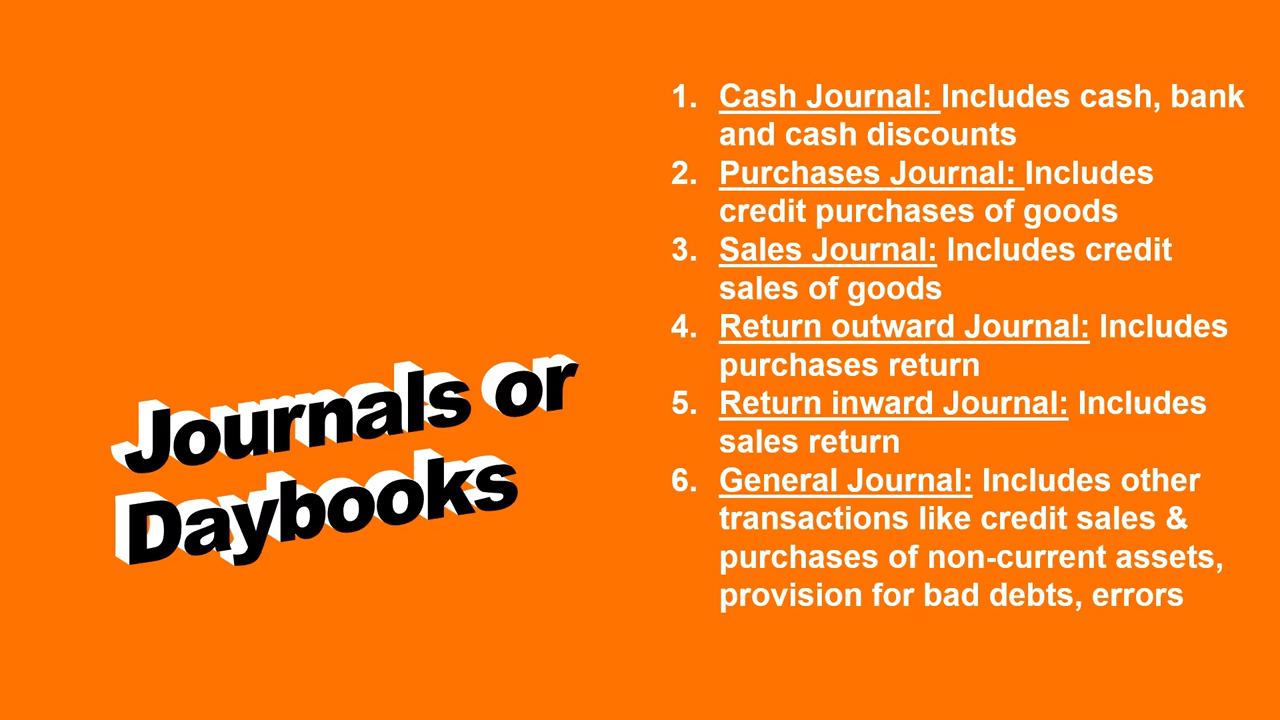 Journals or
Daybooks
1. Cash Journal: Includes cash, bank
and cash discounts
2. Purchases Journal: Includes
credit purchases of goods
3. Sales Journal: Includes credit
sales of goods
4. Return outward Journal: Includes
purchases return
5. Return inward Journal: Includes
sales return
6. General Journal: Includes other
transactions like credit sales &
purchases of non-current assets,
provision for bad debts, errors